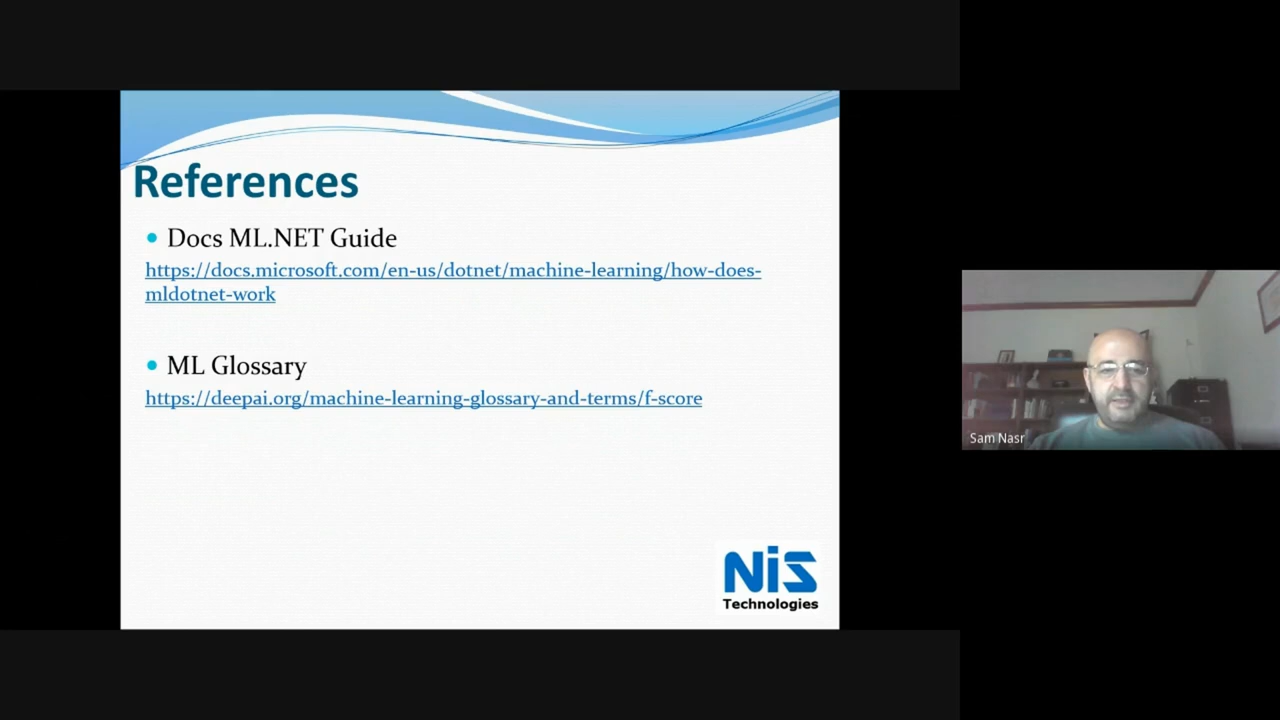 References
Docs ML.NET Guide
https://docs.microsoft.com/en-us/dotnet/machine-learning/how-does-
mldotnet-work
ML Glossary
https://deepai.org/machine-learning-glossary-and-terms/f-score
NiS
Technologies
Sam Nasr